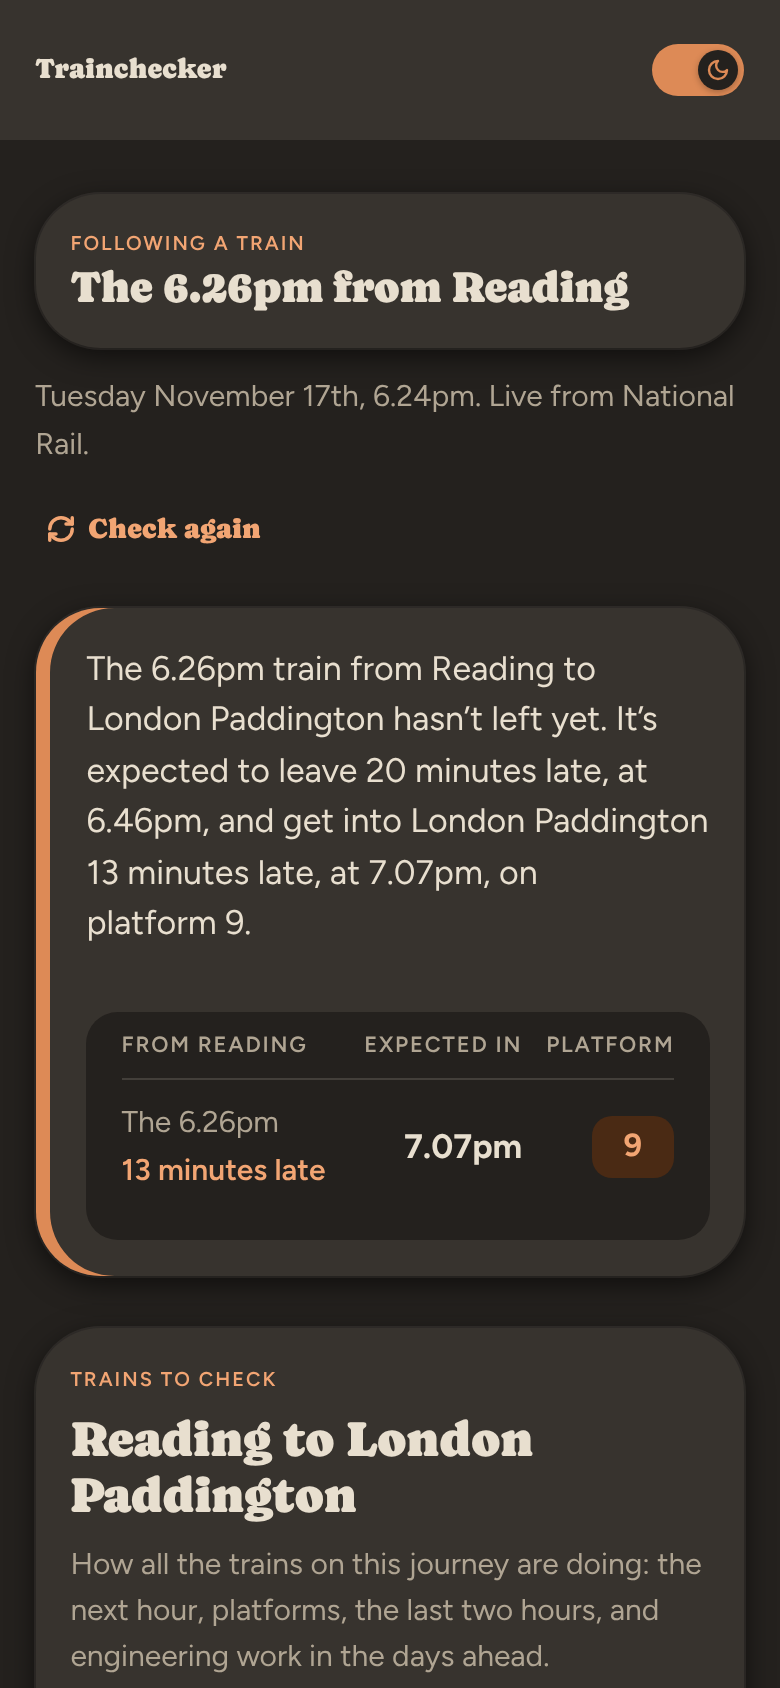 Trainchecker
FOLLOWING A TRAIN
The 6.26pm from Reading
Tuesday November 17th, 6.24pm. Live from National
Rail.
Check again
The 6.26pm train from Reading to
London Paddington hasn’t left yet. It’s
expected to leave 20 minutes late, at
6.46pm, and get into London Paddington
13 minutes late, at 7.07pm, on
platform 9.
FROM READING EXPECTED IN PLATFORM
The 6.26pm
13 minutes late 7.07pm 9
TRAINS TO CHECK
Reading to London
Paddington
How all the trains on this journey are doing: the
next hour, platforms, the last two hours, and
engineering work in the days ahead.